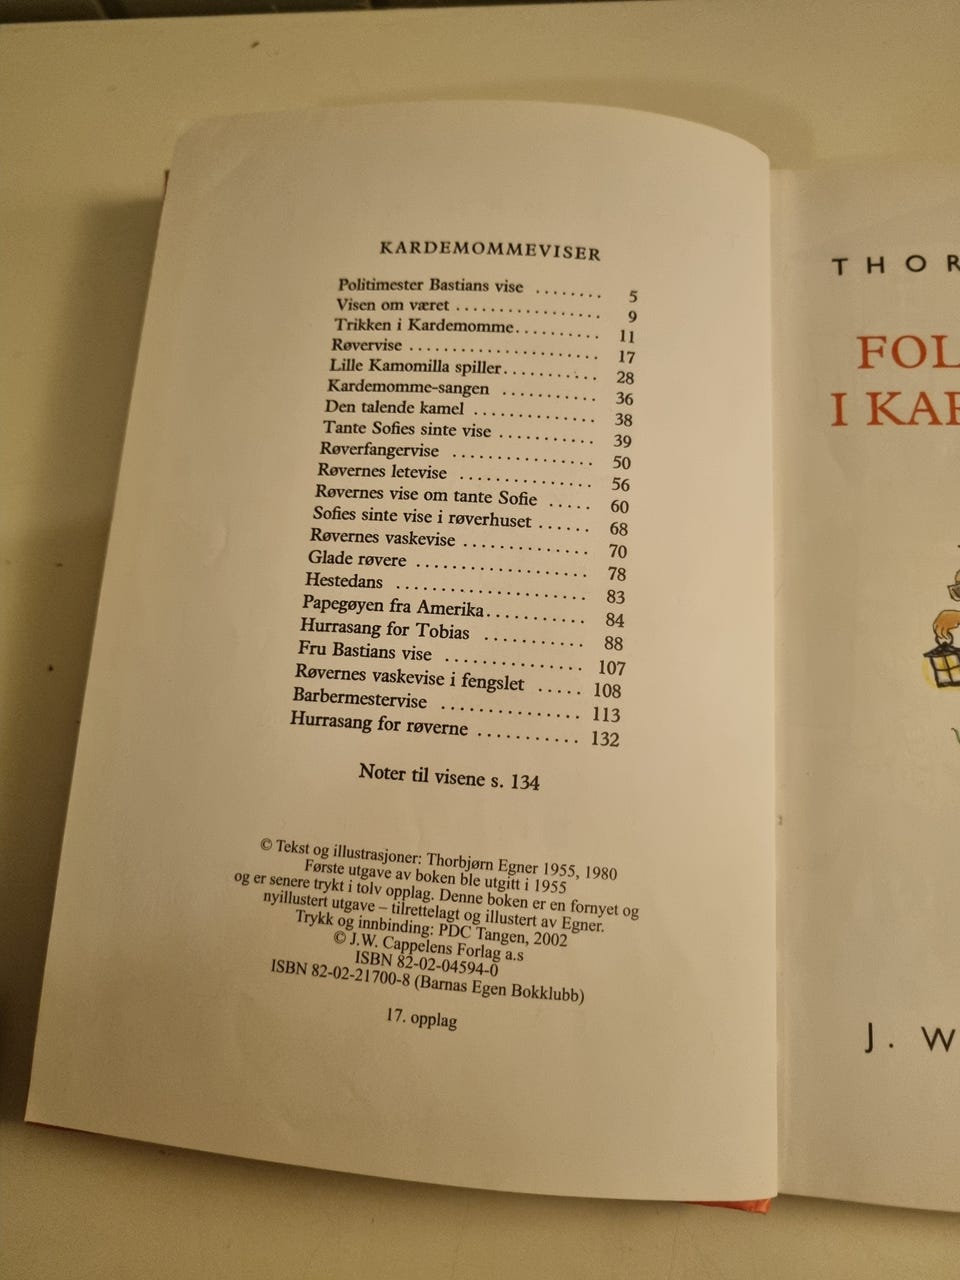 KARDEMOMMEVISER
Politimester Bastians vise ........ 5
Visen om været .................. 9
Trikken i Kardemomme.......... 11
Røvervise ....................... 17
Lille Kamomilla spiller........... 28
Kardemomme-sangen ........... 36
Den talende kamel .............. 38
Tante Sofies sinte vise ........... 39
Røverfangervise ................. 50
Røvernes letevise ................ 56
Røvernes vise om tante Sofie ..... 60
Sofies sinte vise i røverhuset ...... 68
Røvernes vaskevise ............... 70
Glade røvere .................... 78
Hestedans ...................... 83
Papegøyen fra Amerika............ 84
Hurrasang for Tobias ............ 88
Fru Bastians vise ................ 107
Røvernes vaskevise i fengslet ..... 108
Barbermestervise ................ 113
Hurrasang for røverne ........... 132
Noter til visene s. 134
© Tekst og illustrasjoner: Thorbjørn Egner 1955, 1980
Første utgave av boken ble utgitt i 1955
og er senere trykt i tolv opplag. Denne boken er en fornyet og
nyillustert utgave – tilrettelagt og illustert av Egner.
Trykk og innbinding: PDC Tangen, 2002
© J.W. Cappelens Forlag a.s
ISBN 82-02-04594-0
ISBN 82-02-21700-8 (Barnas Egen Bokklubb)
17. opplag
THOR
FOL
I KAR
J. W